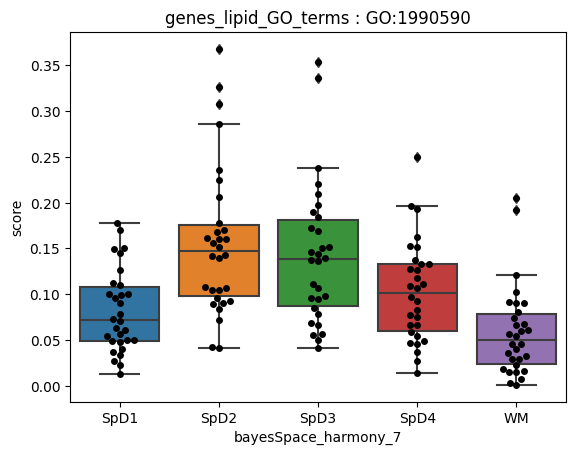 genes_lipid_GO_terms : GO:1990590
score
0.35
0.30
0.25
0.20
0.15
0.10
0.05
0.00
SpD1 SpD2 SpD3 SpD4 WM
bayesSpace_harmony_7